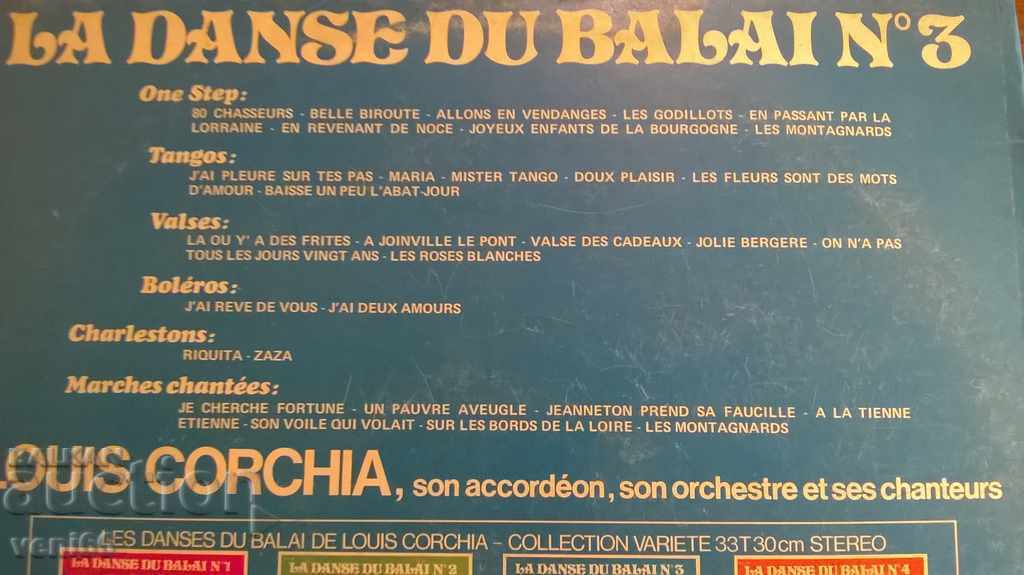 LA DANSE DU BALAI N° 3
One Step:
80 CHASSEURS - BELLE BIROUTE - ALLONS EN VENDANGES - LES GODILLOTS - EN PASSANT PAR LA
LORRAINE - EN REVENANT DE NOCE - JOYEUX ENFANTS DE LA BOURGOGNE - LES MONTAGNARDS
Tangos:
J'AI PLEURE SUR TES PAS - MARIA - MISTER TANGO - DOUX PLAISIR - LES FLEURS SONT DES MOTS
D'AMOUR - BAISSE UN PEU L'ABAT-JOUR
Valses:
LA OU Y' A DES FRITES - A JOINVILLE LE PONT - VALSE DES CADEAUX - JOLIE BERGERE - ON N'A PAS
TOUS LES JOURS VINGT ANS - LES ROSES BLANCHES
Boléros:
J'AI REVE DE VOUS - J'AI DEUX AMOURS
Charlestons:
RIQUITA - ZAZA
Marches chantées:
JE CHERCHE FORTUNE - UN PAUVRE AVEUGLE - JEANNETON PREND SA FAUCILLE - A LA TIENNE
ETIENNE - SON VOILE QUI VOLAIT - SUR LES BORDS DE LA LOIRE - LES MONTAGNARDS
LOUIS CORCHIA, son accordéon, son orchestre et ses chanteurs
LES DANSES DU BALAI DE LOUIS CORCHIA - COLLECTION VARIETE 33T 30cm STEREO
LA DANSE DU BALAI N° 1
LA DANSE DU BALAI N° 2
LA DANSE DU BALAI N° 3
LA DANSE DU BALAI N° 4
auction